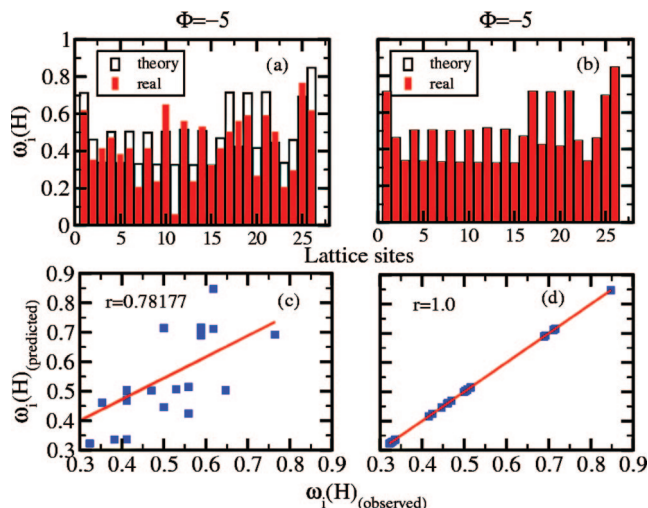 Φ=−5 Φ=−5
(a) theory real
(b) theory real
ωi(H)
1
0.8
0.6
0.4
0.2
0
0 5 10 15 20 25
0 5 10 15 20 25
Lattice sites
(c) r=0.78177
(d) r=1.0
ωi(H)(predicted)
0.9
0.8
0.7
0.6
0.5
0.4
0.3
0.3 0.4 0.5 0.6 0.7 0.8 0.9
0.3 0.4 0.5 0.6 0.7 0.8 0.9
ωi(H)(observed)